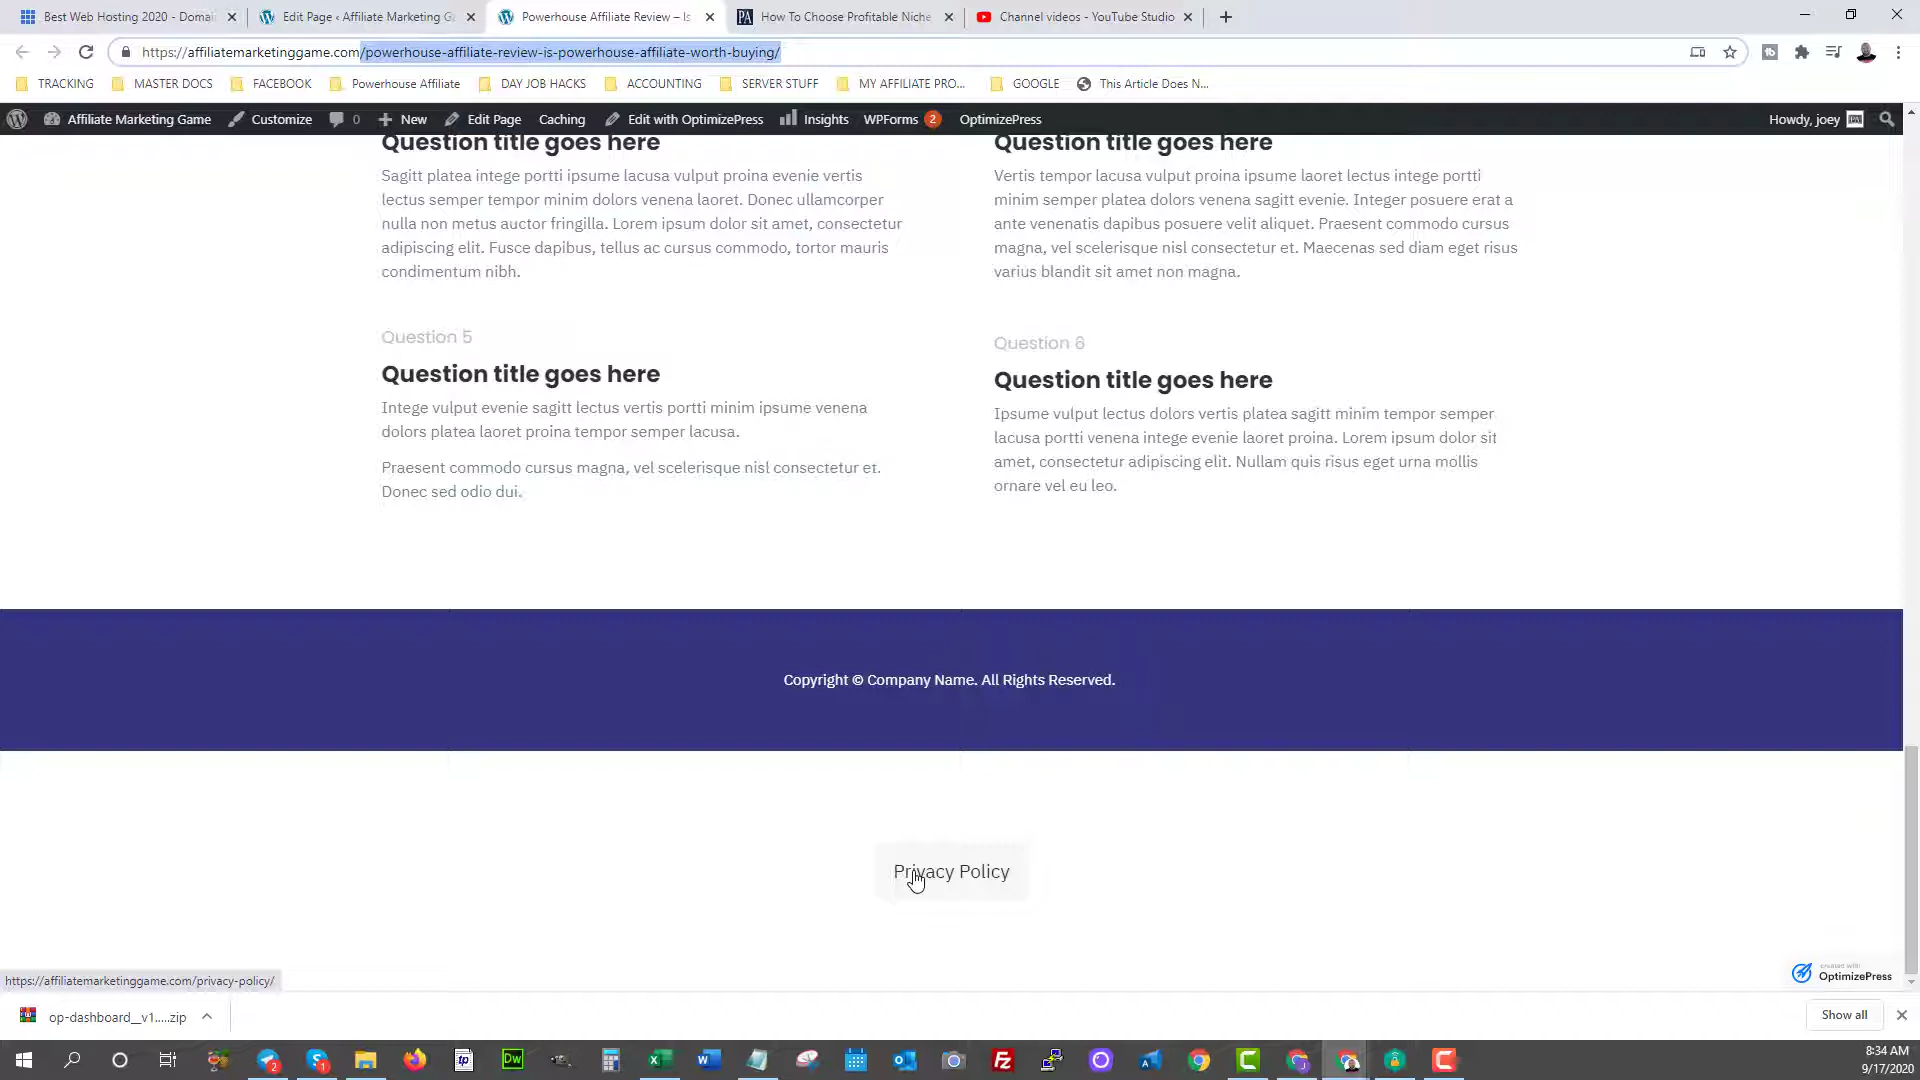 Best Web Hosting 2020 - Domai
Edit Page ‹ Affiliate Marketing G
Powerhouse Affiliate Review – Is
PA
How To Choose Profitable Niche
Channel videos - YouTube Studio
https://affiliatemarketinggame.com/powerhouse-affiliate-review-is-powerhouse-affiliate-worth-buying/
TRACKING
MASTER DOCS
FACEBOOK
Powerhouse Affiliate
DAY JOB HACKS
ACCOUNTING
SERVER STUFF
MY AFFILIATE PRO...
GOOGLE
This Article Does N...
Affiliate Marketing Game
Customize
0
New
Edit Page
Caching
Edit with OptimizePress
Insights
WPForms 2
OptimizePress
Howdy, joey
Question title goes here
Sagitt platea intege portti ipsume lacusa vulput proina evenie vertis
lectus semper tempor minim dolors venena laoret. Donec ullamcorper
nulla non metus auctor fringilla. Lorem ipsum dolor sit amet, consectetur
adipiscing elit. Fusce dapibus, tellus ac cursus commodo, tortor mauris
condimentum nibh.
Question title goes here
Vertis tempor lacusa vulput proina ipsume laoret lectus intege portti
minim semper platea dolors venena sagitt evenie. Integer posuere erat a
ante venenatis dapibus posuere velit aliquet. Praesent commodo cursus
magna, vel scelerisque nisl consectetur et. Maecenas sed diam eget risus
varius blandit sit amet non magna.
Question 5
Question title goes here
Intege vulput evenie sagitt lectus vertis portti minim ipsume venena
dolors platea laoret proina tempor semper lacusa.
Praesent commodo cursus magna, vel scelerisque nisl consectetur et.
Donec sed odio dui.
Question 6
Question title goes here
Ipsume vulput lectus dolors vertis platea sagitt minim tempor semper
lacusa portti venena intege evenie laoret proina. Lorem ipsum dolor sit
amet, consectetur adipiscing elit. Nullam quis risus eget urna mollis
ornare vel eu leo.
Copyright © Company Name. All Rights Reserved.
Privacy Policy
https://affiliatemarketinggame.com/privacy-policy/
Created with
OptimizePress
op-dashboard__v1.....zip
Show all
2
1
tp
Dw
8:34 AM
9/17/2020